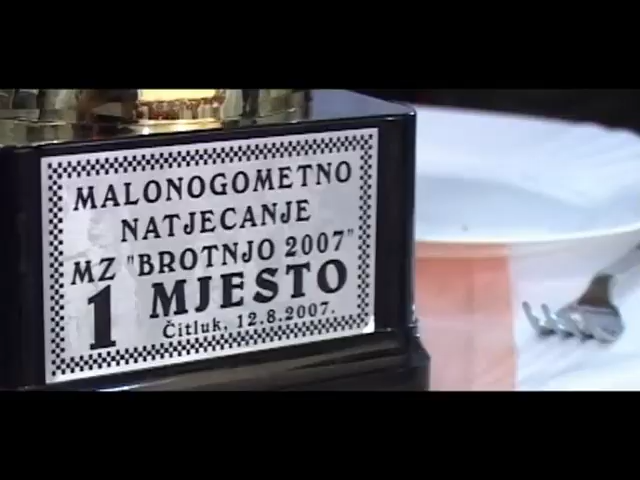 MALONOGOMETNO
NATJECANJE
MZ "BROTNJO 2007"
1 MJESTO
Čitluk, 12.8.2007.